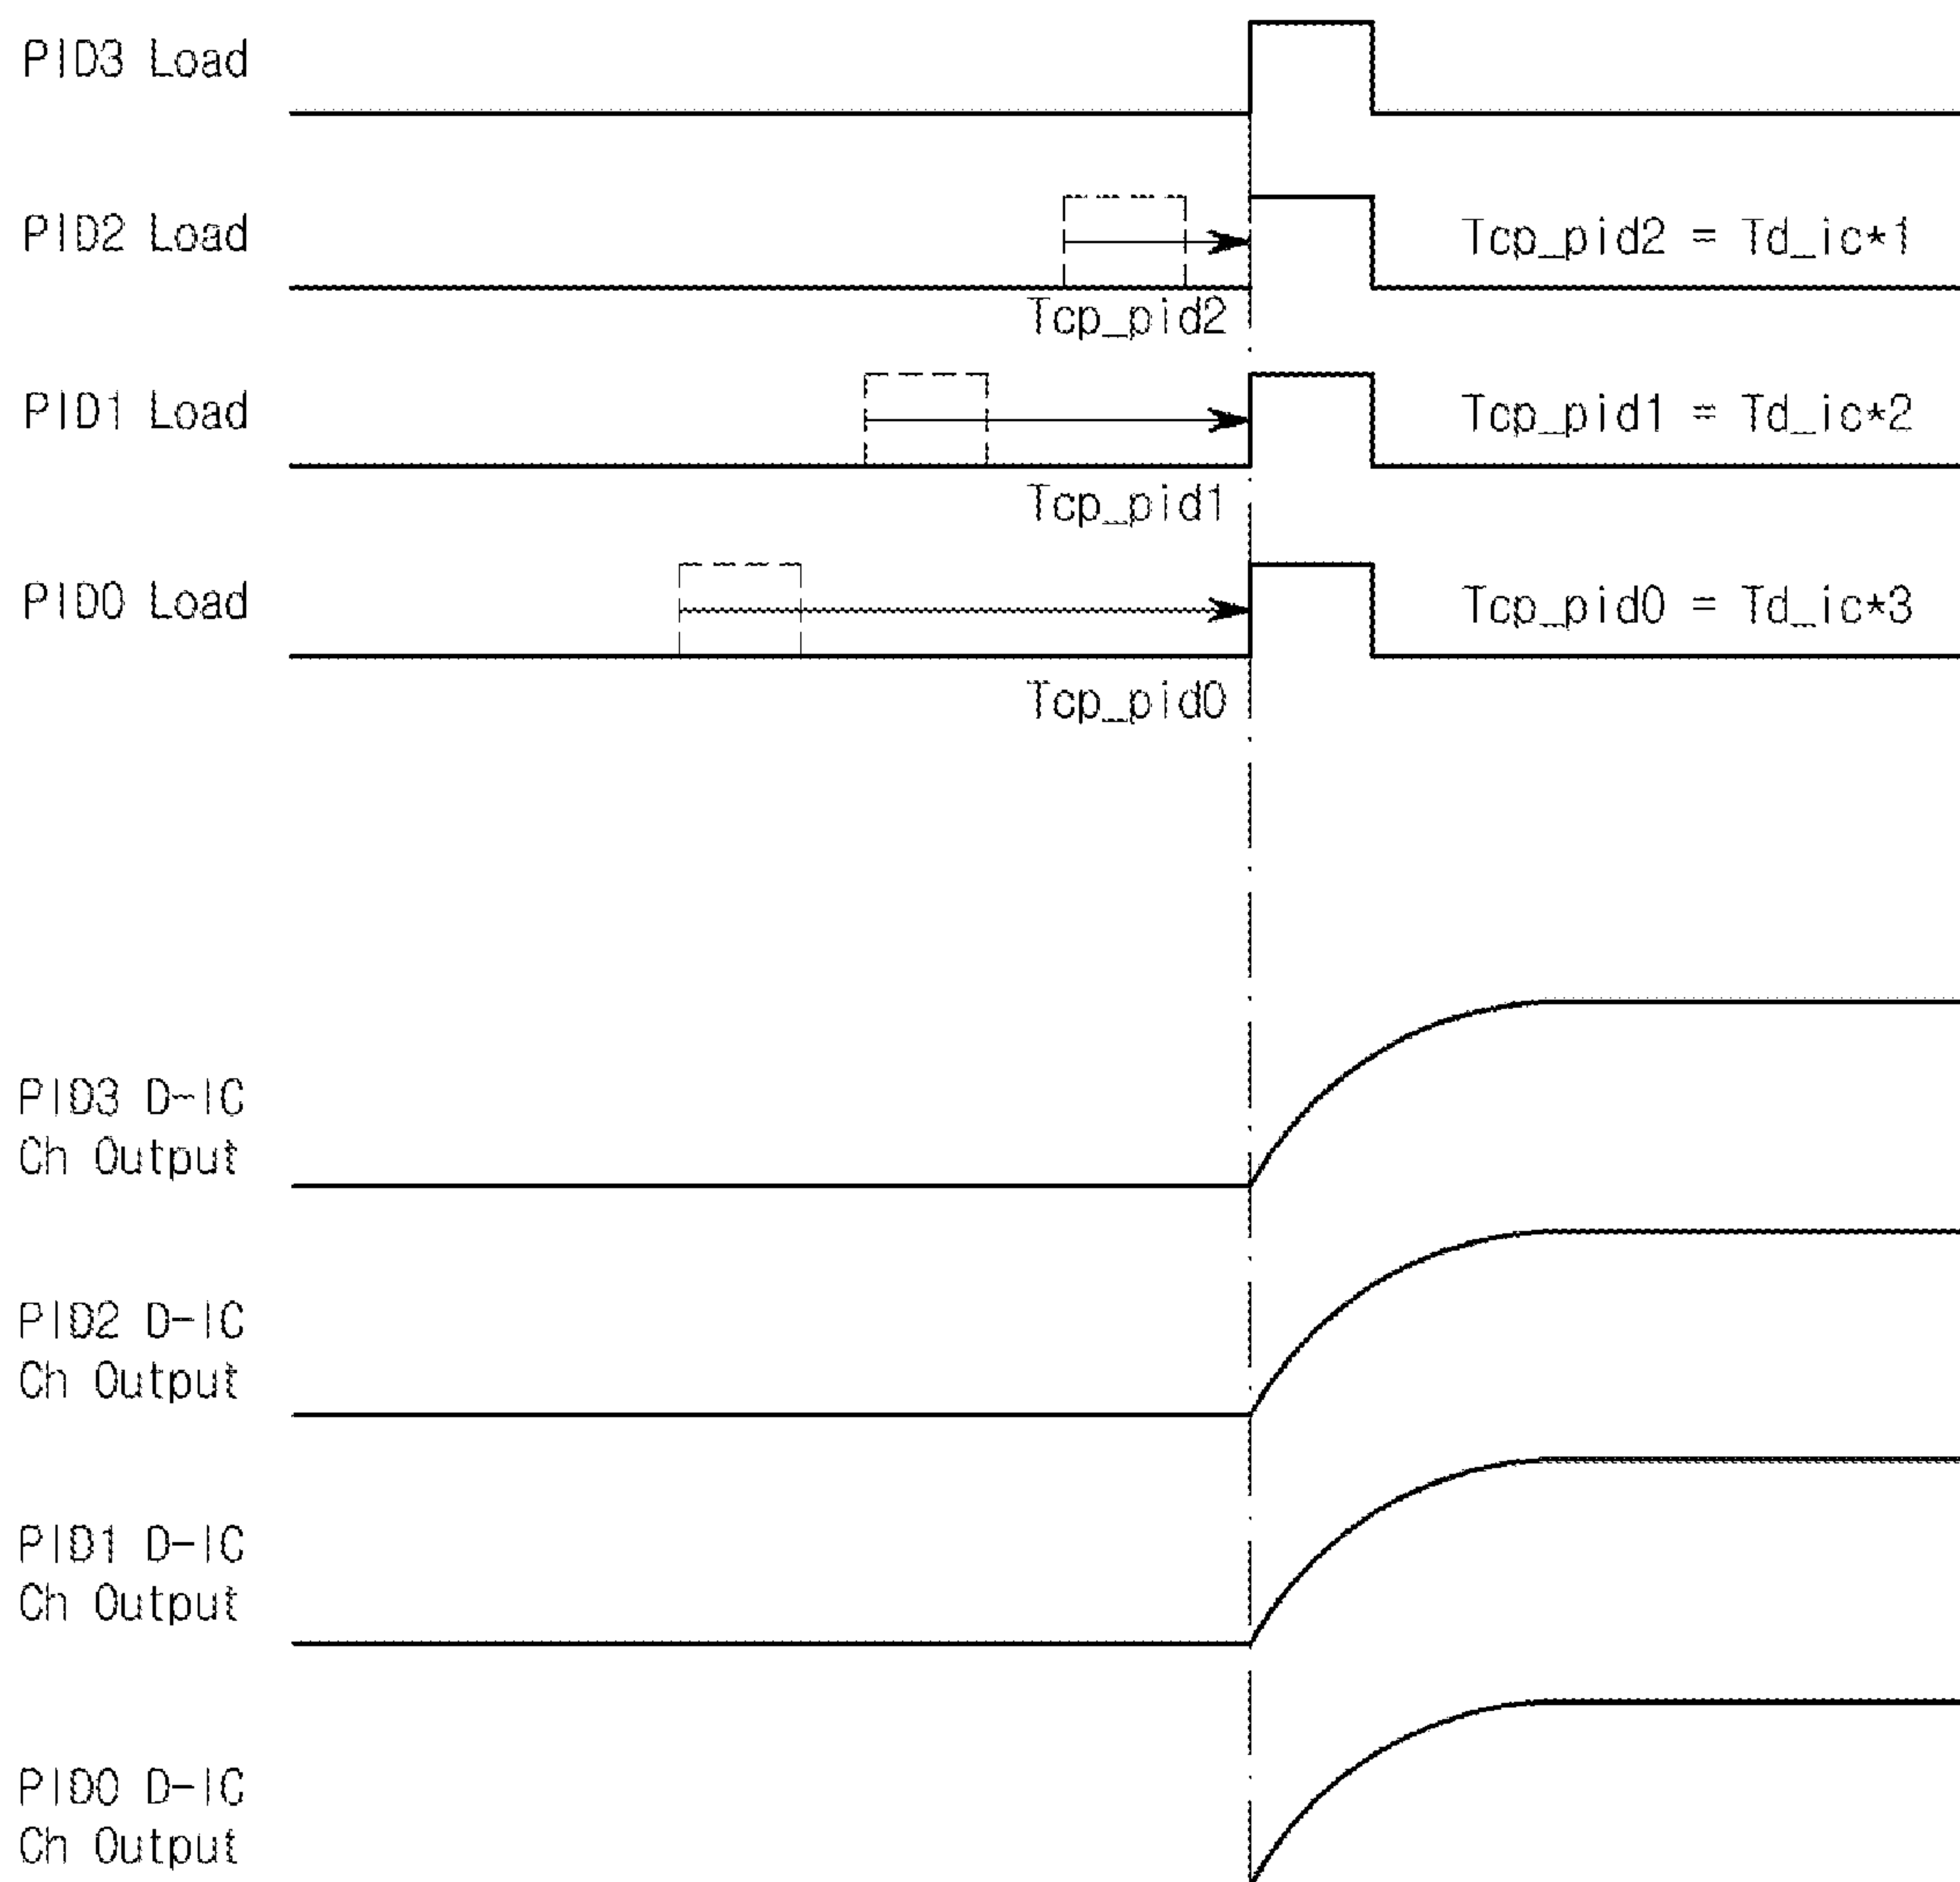 PID3 Load
PID2 Load
Tcp_pid2 = Td_ic*1
Tcp_pid2
PID1 Load
Tcp_pid1 = Td_ic*2
Tcp_pid1
PID0 Load
Tcp_pid0 = Td_ic*3
Tcp_pid0
PID3 D-IC
Ch Output
PID2 D-IC
Ch Output
PID1 D-IC
Ch Output
PID0 D-IC
Ch Output